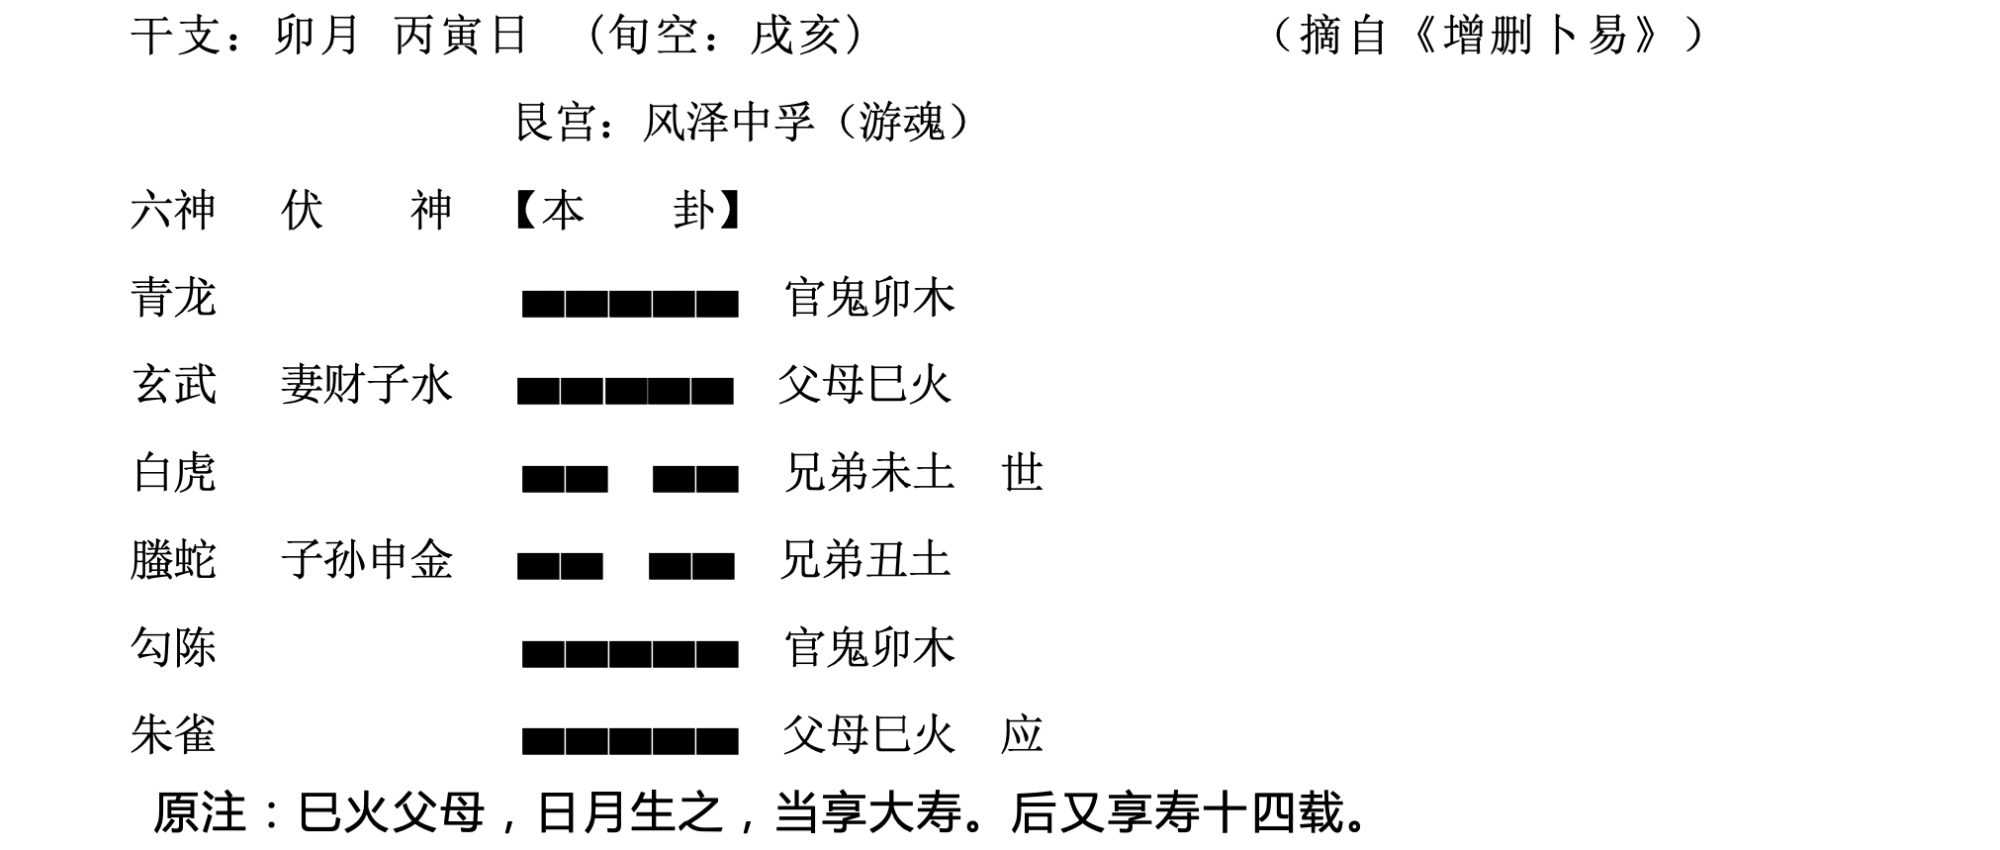 干支：卯月 丙寅日 (旬空：戌亥) （摘自《增删卜易》）
艮宫：风泽中孚（游魂）
六神 伏 神 【本 卦】
青龙 官鬼卯木
玄武 妻财子水 父母巳火
白虎 兄弟未土 世
螣蛇 子孙申金 兄弟丑土
勾陈 官鬼卯木
朱雀 父母巳火 应
原注：巳火父母，日月生之，当享大寿。后又享寿十四载。